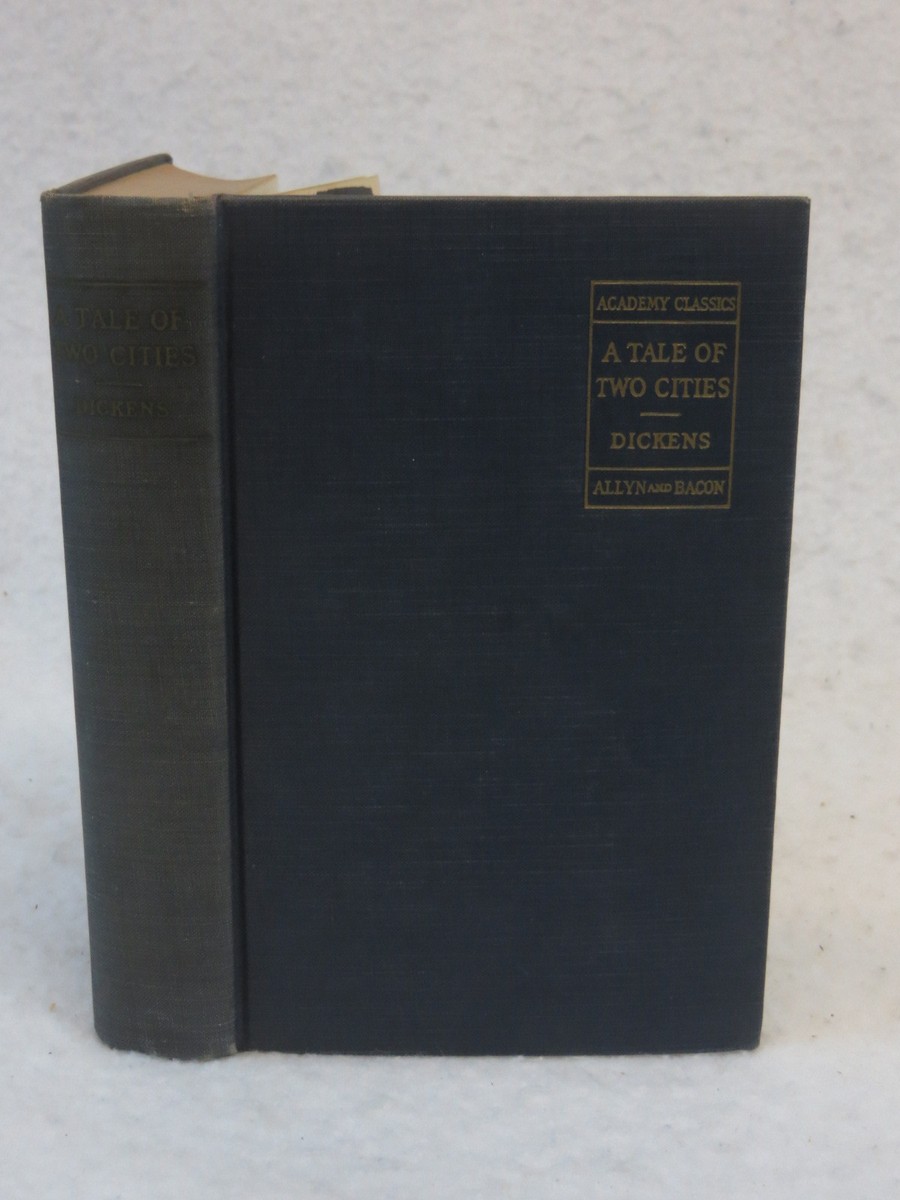 A TALE OF
TWO CITIES
DICKENS
ACADEMY CLASSICS
A TALE OF
TWO CITIES
DICKENS
ALLYN AND BACON